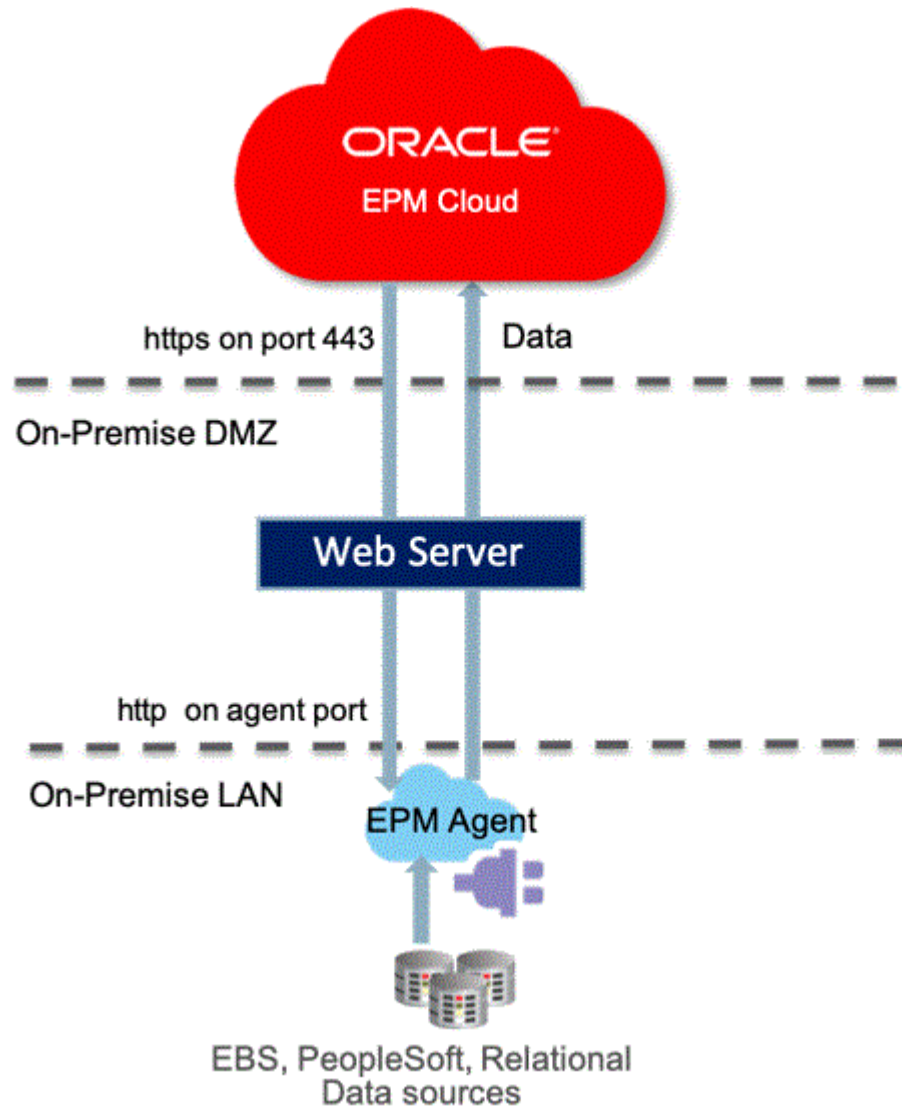 ORACLE®
EPM Cloud
https on port 443
Data
On-Premise DMZ
Web Server
http on agent port
On-Premise LAN
EPM Agent
EBS, PeopleSoft, Relational
Data sources